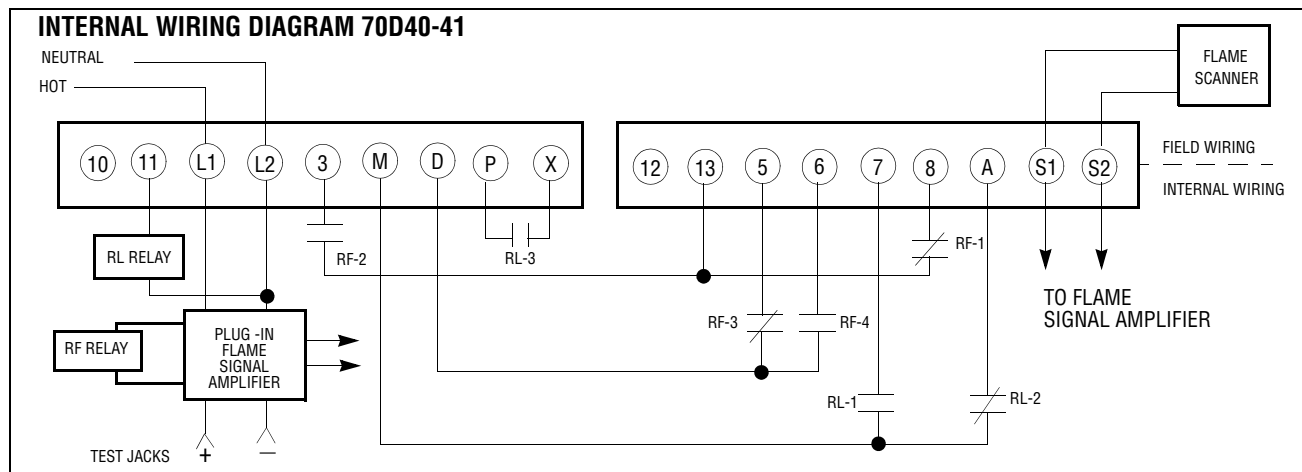 INTERNAL WIRING DIAGRAM 70D40-41
NEUTRAL
HOT
FLAME
SCANNER
10 11 L1 L2 3 M D P X
12 13 5 6 7 8 A S1 S2
FIELD WIRING
INTERNAL WIRING
RL RELAY
RF-2
RL-3
RF-1
TO FLAME
SIGNAL AMPLIFIER
RF RELAY
PLUG -IN
FLAME
SIGNAL
AMPLIFIER
RF-3
RF-4
RL-1
RL-2
TEST JACKS + —